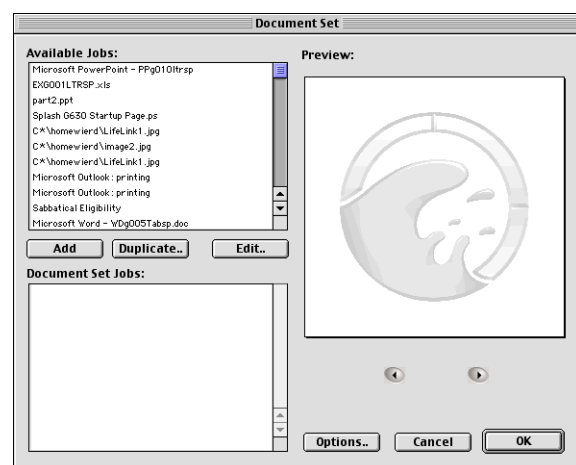 Document Set
Available Jobs:
Microsoft PowerPoint - PPg010ltrsp
EXG001LTRSP.xls
part2.ppt
Splash G630 Startup Page.ps
C*\homewierd\LifeLink1.jpg
C*\homewierd\image2.jpg
C*\homewierd\LifeLink1.jpg
Microsoft Outlook: printing
Microsoft Outlook: printing
Sabbatical Eligibility
Microsoft Word - WDg005Tabsp.doc
Add
Duplicate..
Edit..
Document Set Jobs:
Preview:
Options..
Cancel
OK